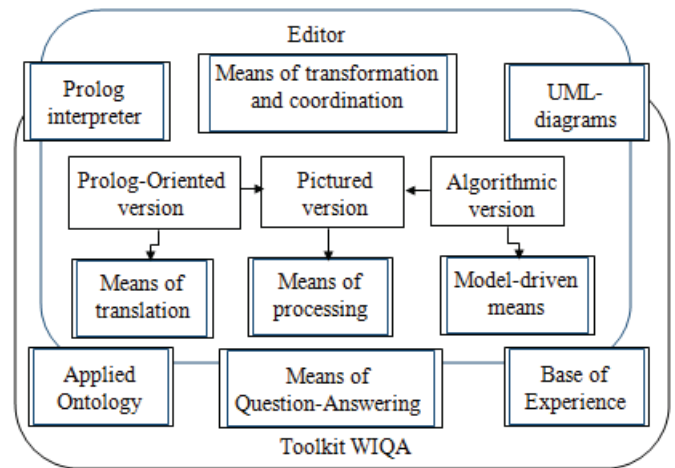 Editor
Prolog
interpreter
Means of transformation
and coordination
UML-
diagrams
Prolog-Oriented
version
Pictured
version
Algorithmic
version
Means of
translation
Means of
processing
Model-driven
means
Applied
Ontology
Means of
Question-Answering
Base of
Experience
Toolkit WIQA